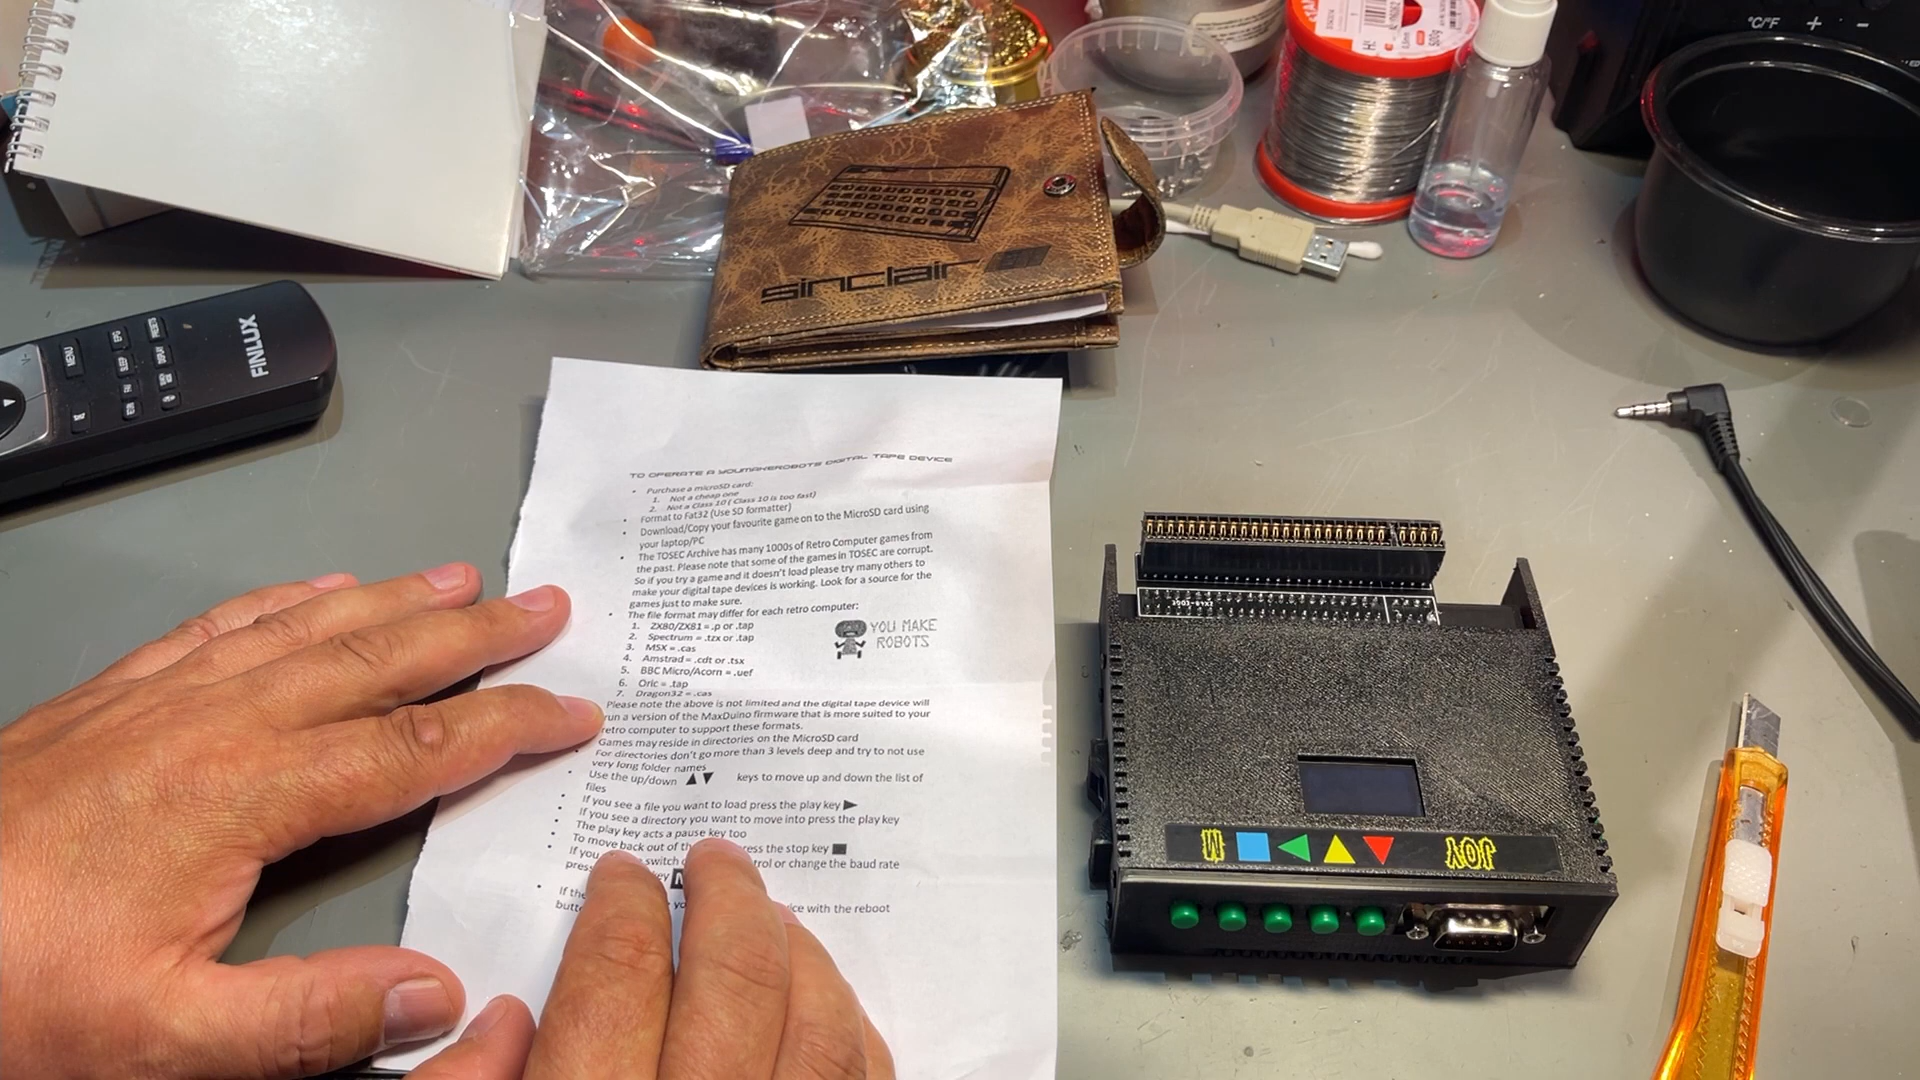 °C/°F + −
500g
sinclair
FINLUX
MENU
EPG
TO OPERATE A YOUMAKEROBOTS DIGITAL TAPE DEVICE
• Purchase a microSD card:
1. Not a cheap one
2. Not a Class 10 ( Class 10 is too fast)
• Format to Fat32 (Use SD formatter)
• Download/Copy your favourite game on to the MicroSD card using
your laptop/PC
• The TOSEC Archive has many 1000s of Retro Computer games from
the past. Please note that some of the games in TOSEC are corrupt.
So if you try a game and it doesn't load please try many others to
make your digital tape devices is working. Look for a source for the
games just to make sure.
• The file format may differ for each retro computer:
1. ZX80/ZX81 = .p or .tap
2. Spectrum = .tzx or .tap
3. MSX = .cas
4. Amstrad = .cdt or .tsx
5. BBC Micro/Acorn = .uef
6. Oric = .tap
7. Dragon32 = .cas
YOU MAKE
ROBOTS
Please note the above is not limited and the digital tape device will
run a version of the MaxDuino firmware that is more suited to your
retro computer to support these formats.
Games may reside in directories on the MicroSD card
• For directories don't go more than 3 levels deep and try to not use
very long folder names
• Use the up/down ▲▼ keys to move up and down the list of
files
• If you see a file you want to load press the play key ▶
• If you see a directory you want to move into press the play key
• The play key acts a pause key too
• To move back out of th ress the stop key ■
• If you switch trol or change the baud rate
pres key M
• If the yo ice with the reboot
butt
M JOY